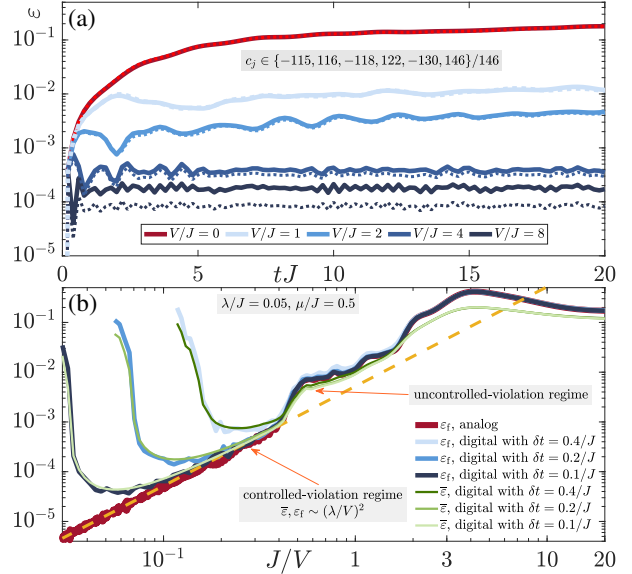 ε
(a)
c_j ∈ {−115, 116, −118, 122, −130, 146}/146
10^{-1}
10^{-2}
10^{-3}
10^{-4}
10^{-5}
V/J = 0 V/J = 1 V/J = 2 V/J = 4 V/J = 8
0 5 10 15 20
tJ
(b)
λ/J = 0.05, μ/J = 0.5
10^{-1}
10^{-2}
10^{-3}
10^{-4}
10^{-5}
uncontrolled-violation regime
ε_f, analog
ε_f, digital with δt = 0.4/J
ε_f, digital with δt = 0.2/J
ε_f, digital with δt = 0.1/J
ε̅, digital with δt = 0.4/J
ε̅, digital with δt = 0.2/J
ε̅, digital with δt = 0.1/J
controlled-violation regime
ε̅, ε_f ∼ (λ/V)^2
10^{-1} 1 3 10 20
J/V